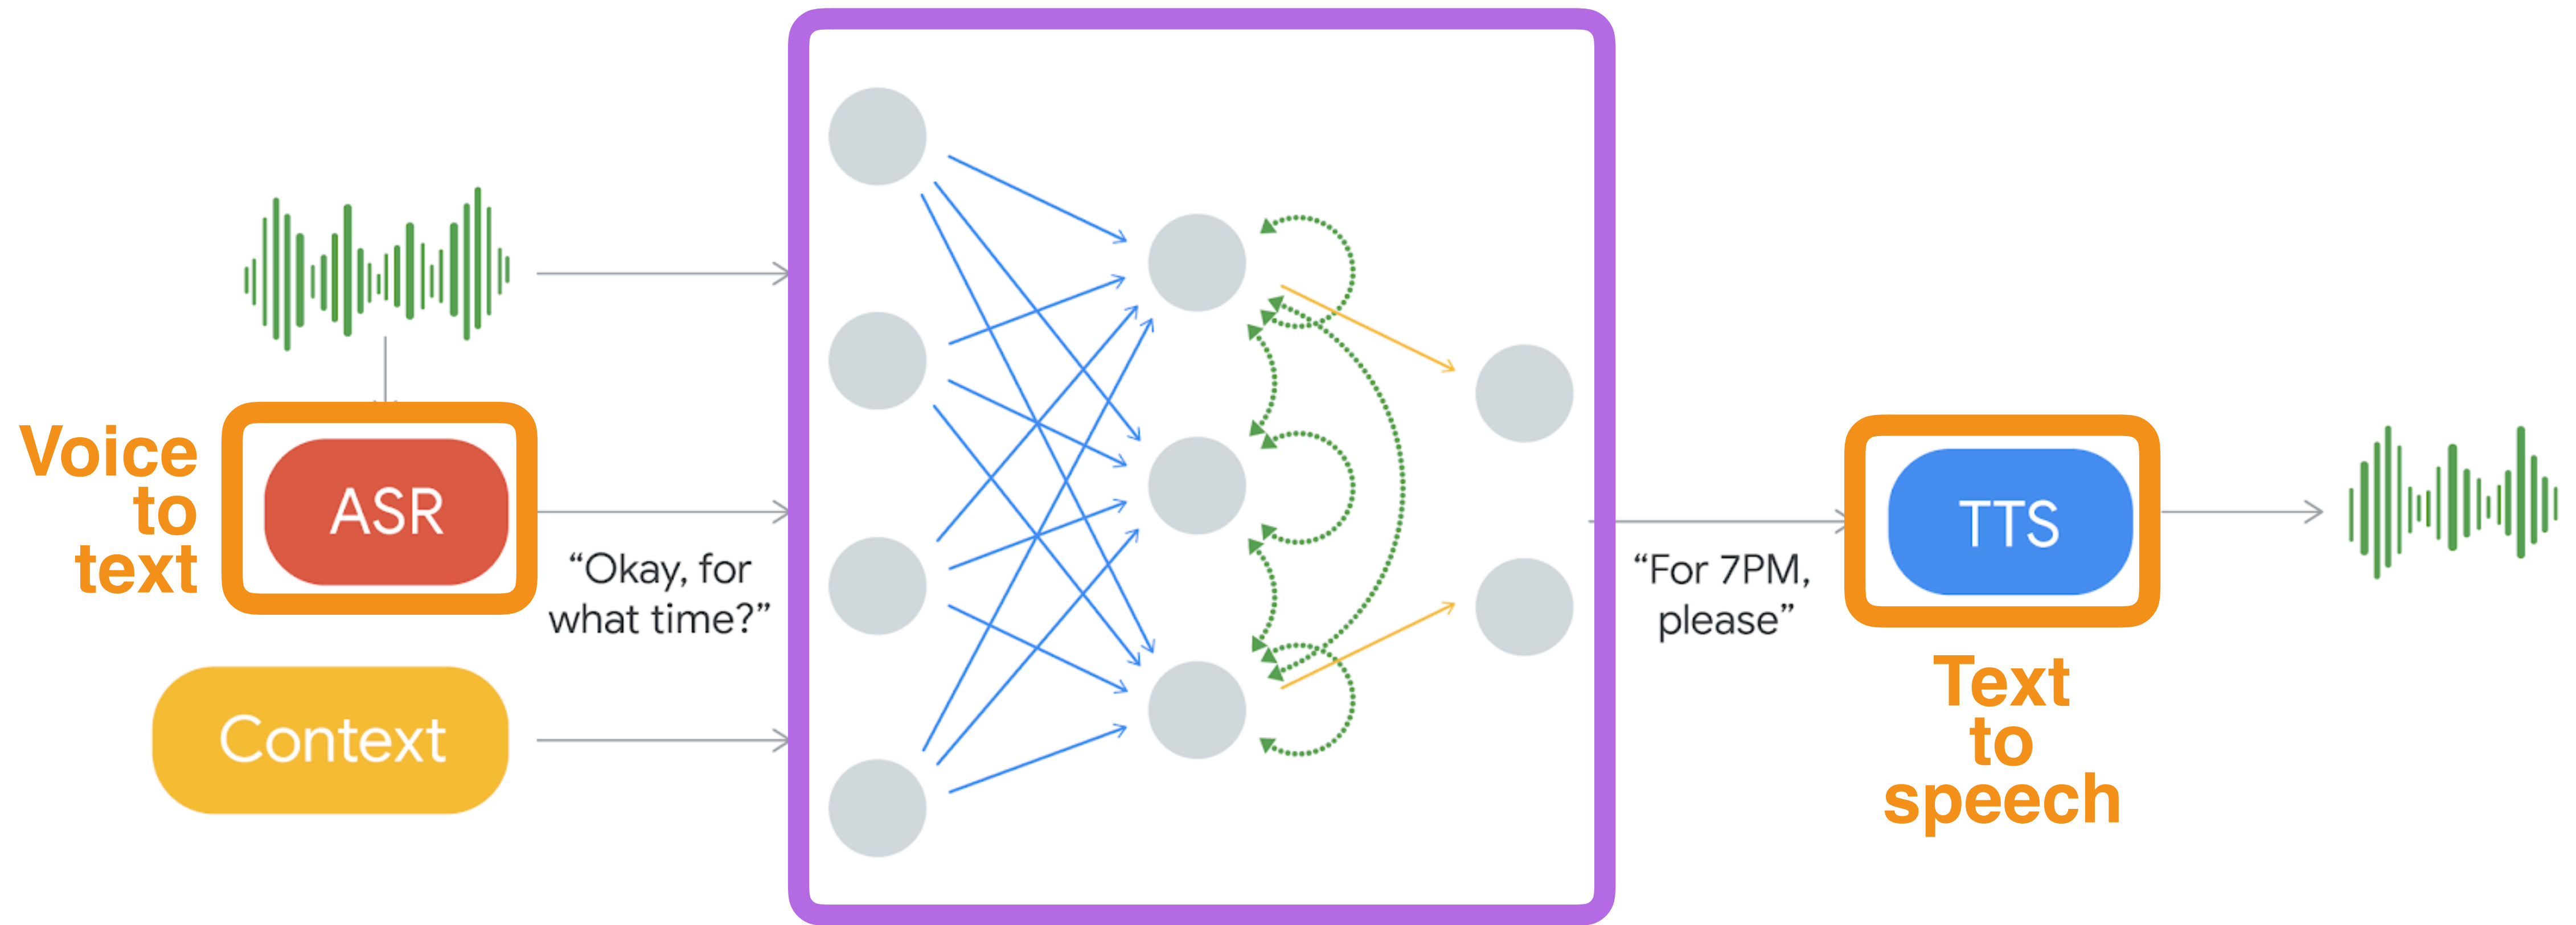 Voice
to
text
ASR
“Okay, for
what time?”
Context
“For 7PM,
please”
TTS
Text
to
speech